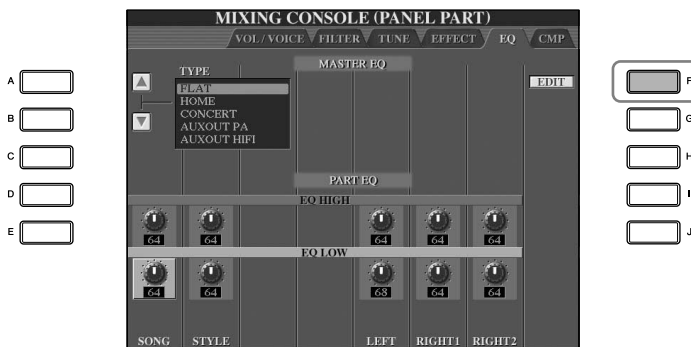 MIXING CONSOLE (PANEL PART)
VOL / VOICE FILTER TUNE EFFECT EQ CMP
MASTER EQ
TYPE
FLAT
HOME
CONCERT
AUXOUT PA
AUXOUT HIFI
EDIT
PART EQ
EQ HIGH
64 64 64 64 64
EQ LOW
64 64 68 64 64
SONG STYLE LEFT RIGHT1 RIGHT2
A
B
C
D
E
F
G
H
I
J